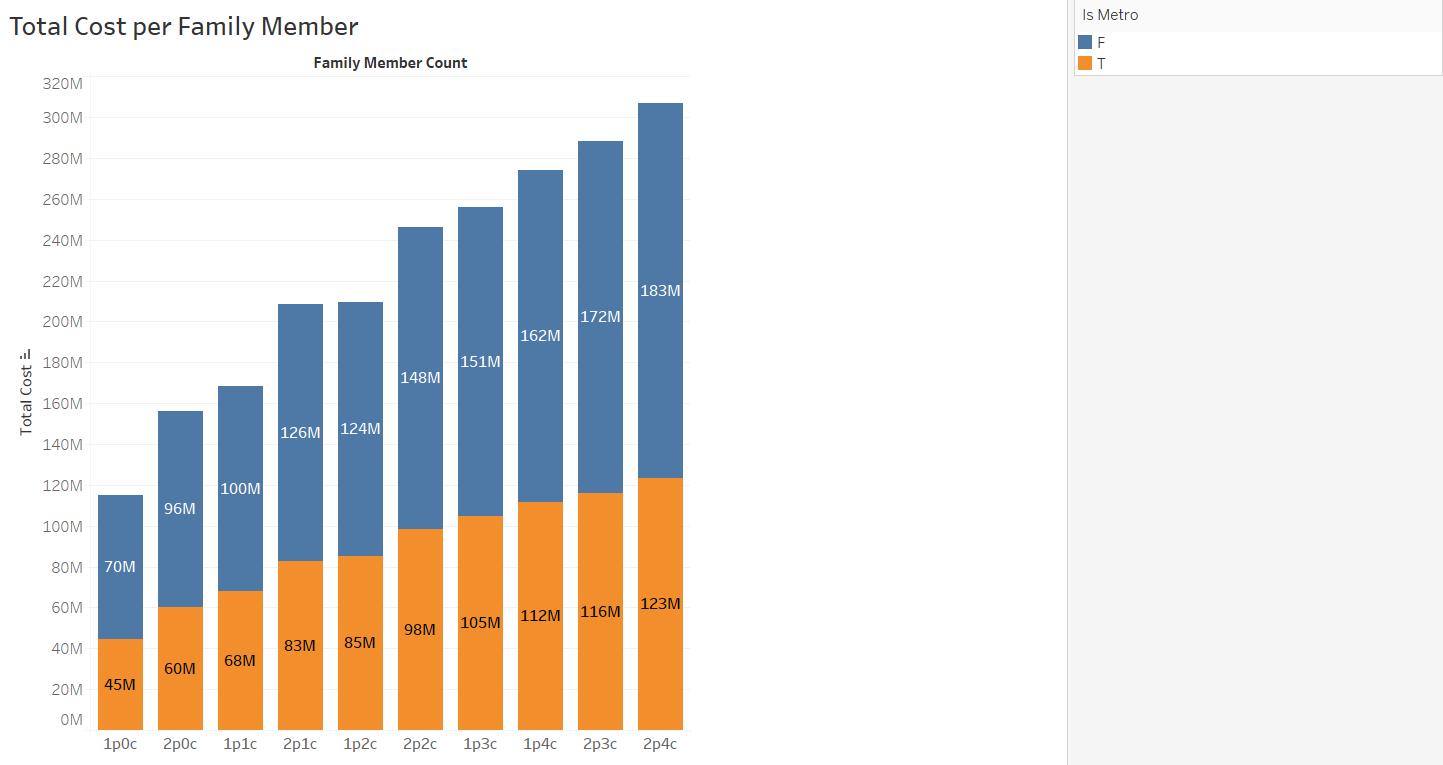 Total Cost per Family Member
Family Member Count
Total Cost
320M
300M
280M
260M
240M
220M
200M
180M
160M
140M
120M
100M
80M
60M
40M
20M
0M
70M
96M
100M
126M
124M
148M
151M
162M
172M
183M
45M
60M
68M
83M
85M
98M
105M
112M
116M
123M
1p0c 2p0c 1p1c 2p1c 1p2c 2p2c 1p3c 1p4c 2p3c 2p4c
Is Metro
F
T